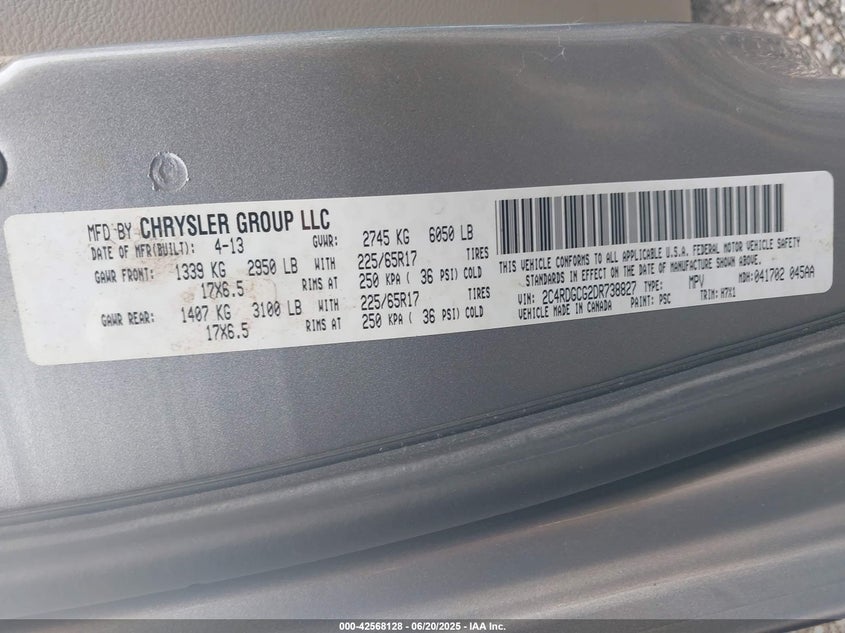 MFD BY CHRYSLER GROUP LLC
DATE OF MFR(BUILT): 4-13 GVWR: 2745 KG 6050 LB
GAWR FRONT: 1339 KG 2950 LB WITH 225/65R17 TIRES
17X6.5 RIMS AT 250 KPA ( 36 PSI) COLD
GAWR REAR: 1407 KG 3100 LB WITH 225/65R17 TIRES
17X6.5 RIMS AT 250 KPA ( 36 PSI) COLD
THIS VEHICLE CONFORMS TO ALL APPLICABLE U.S.A. FEDERAL MOTOR VEHICLE SAFETY
STANDARDS IN EFFECT ON THE DATE OF MANUFACTURE SHOWN ABOVE.
VIN: 2C4RDGCG2DR738827 TYPE: MPV MDH: 041702 045AA
VEHICLE MADE IN CANADA PAINT: PSC TRIM: H7X1
000-42568128 - 06/20/2025 - IAA Inc.